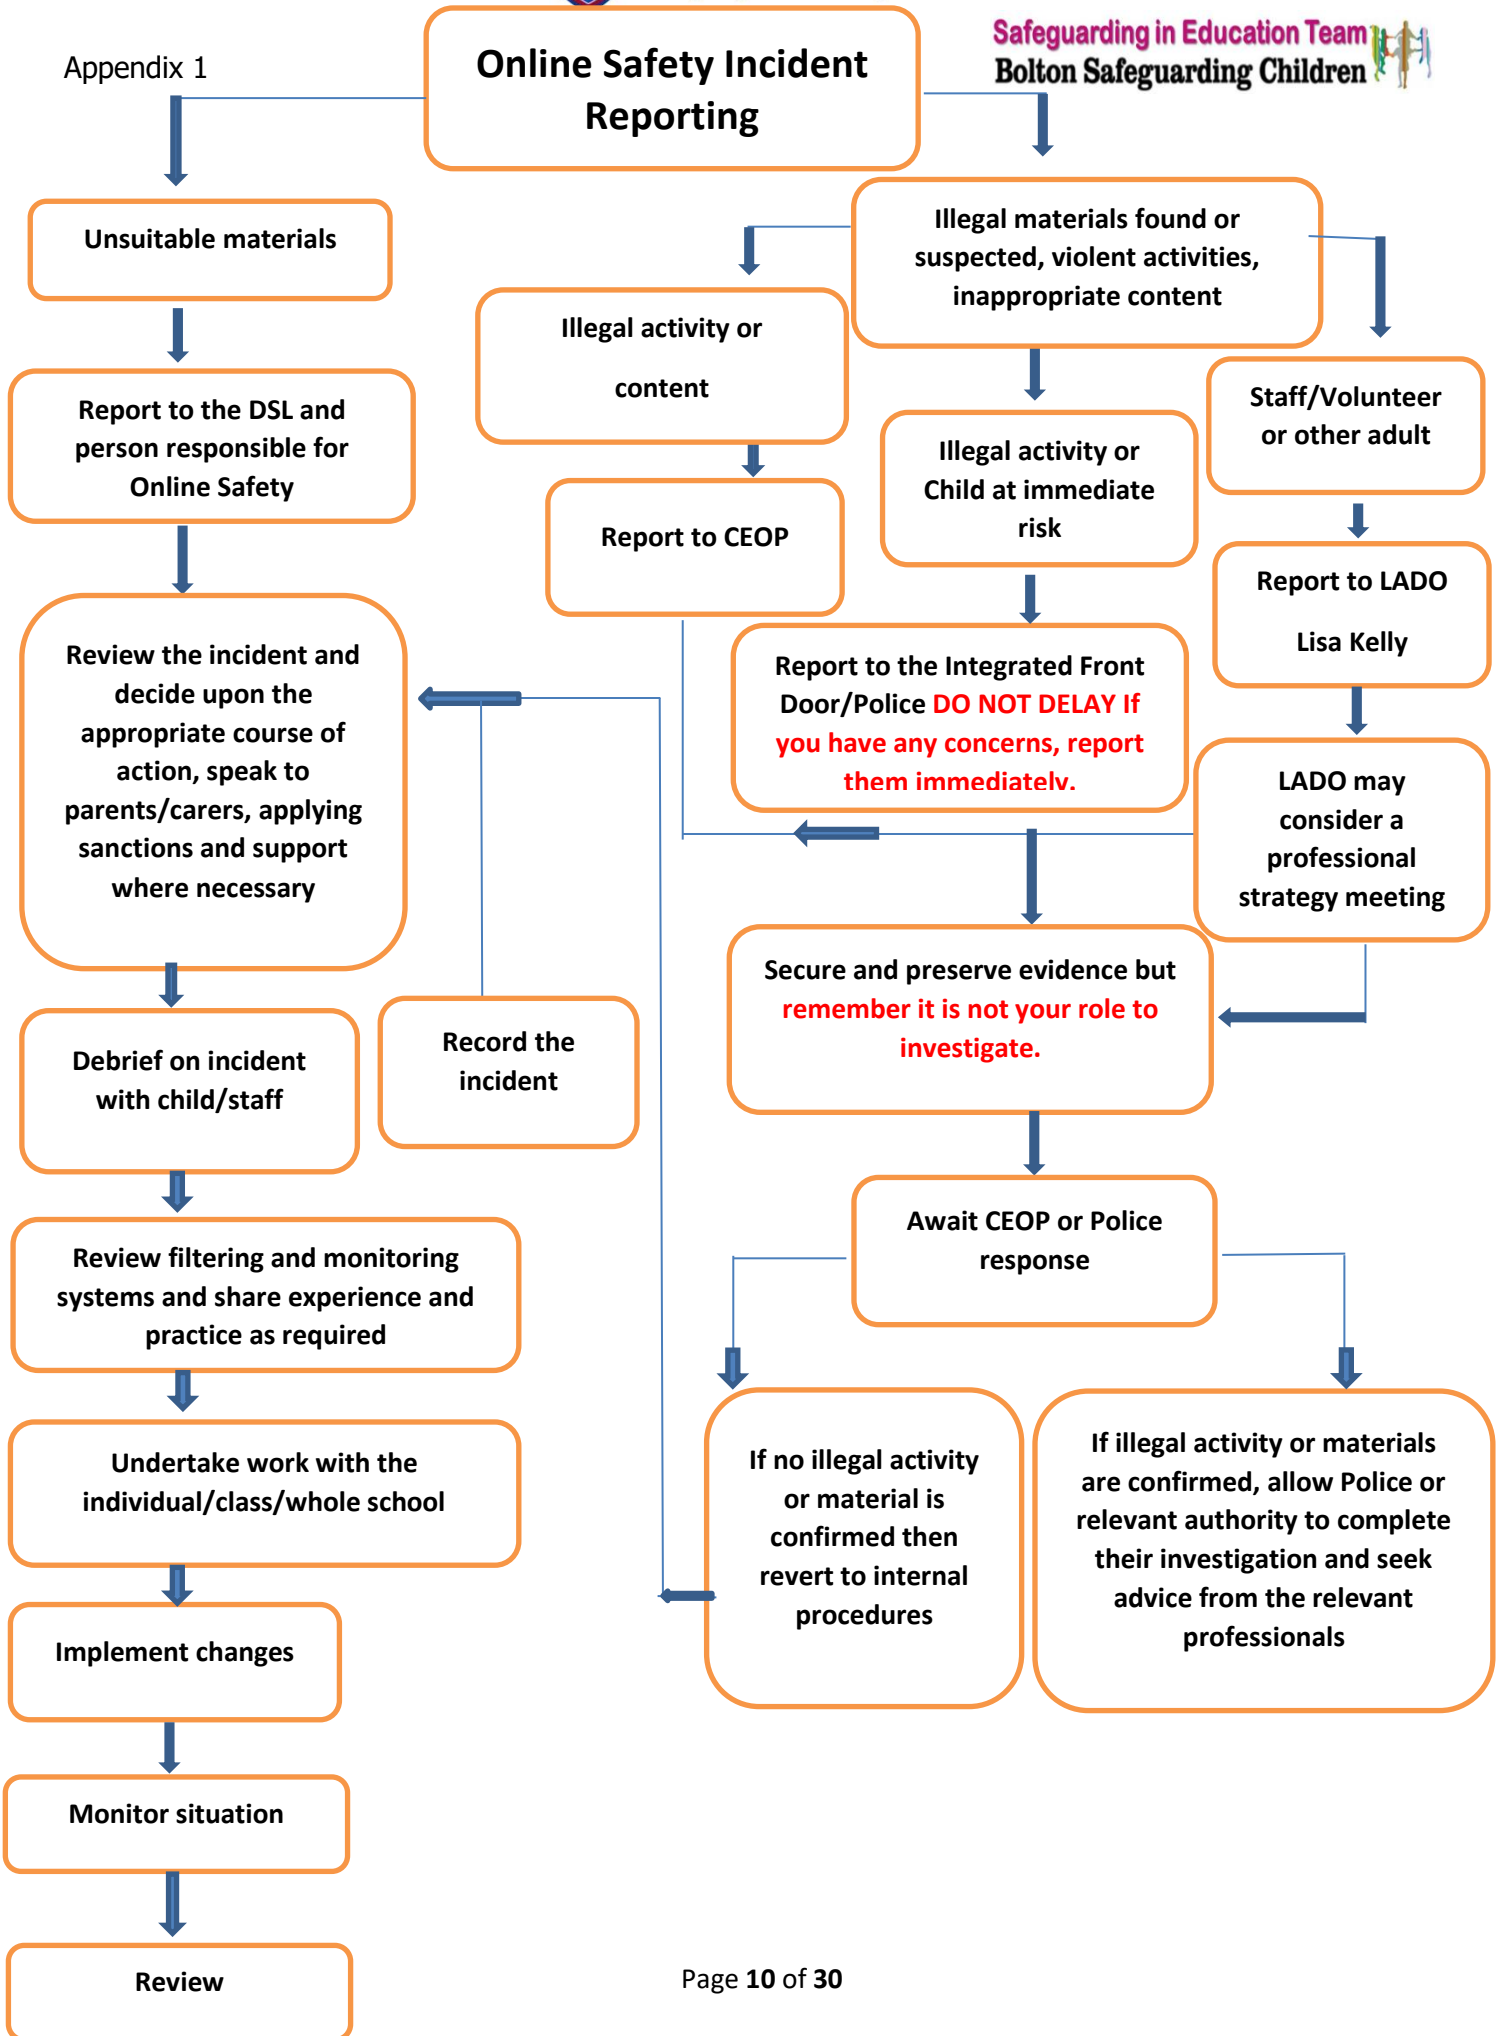 Appendix 1
Online Safety Incident
Reporting
Safeguarding in Education Team
Bolton Safeguarding Children
Unsuitable materials
Report to the DSL and
person responsible for
Online Safety
Review the incident and
decide upon the
appropriate course of
action, speak to
parents/carers, applying
sanctions and support
where necessary
Debrief on incident
with child/staff
Record the
incident
Review filtering and monitoring
systems and share experience and
practice as required
Undertake work with the
individual/class/whole school
Implement changes
Monitor situation
Review
Illegal materials found or
suspected, violent activities,
inappropriate content
Illegal activity or
content
Report to CEOP
Illegal activity or
Child at immediate
risk
Report to the Integrated Front
Door/Police DO NOT DELAY If
you have any concerns, report
them immediately.
Staff/Volunteer
or other adult
Report to LADO
Lisa Kelly
LADO may
consider a
professional
strategy meeting
Secure and preserve evidence but
remember it is not your role to
investigate.
Await CEOP or Police
response
If no illegal activity
or material is
confirmed then
revert to internal
procedures
If illegal activity or materials
are confirmed, allow Police or
relevant authority to complete
their investigation and seek
advice from the relevant
professionals
Page 10 of 30